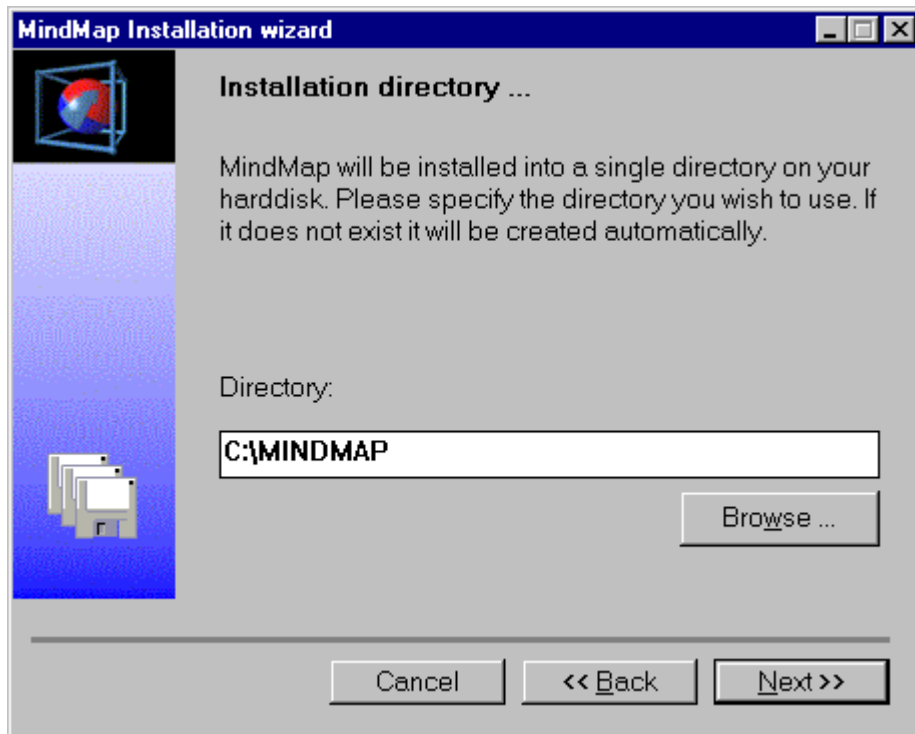 MindMap Installation wizard
Installation directory ...
MindMap will be installed into a single directory on your
harddisk. Please specify the directory you wish to use. If
it does not exist it will be created automatically.
Directory:
C:\MINDMAP
Browse ...
Cancel
<< Back
Next >>